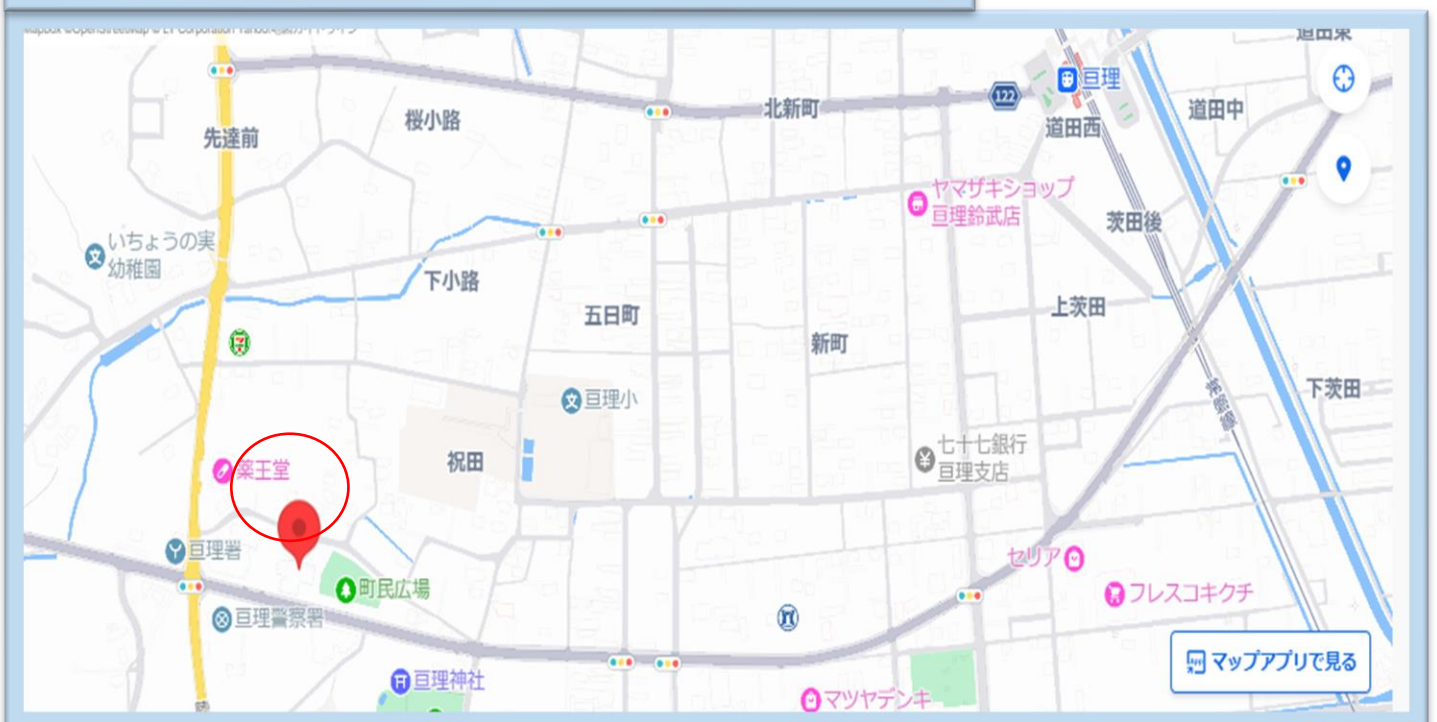 道田東
亘理
122
北新町
道田中
桜小路
道田西
先達前
ヤマザキショップ
亘理鈴武店
茨田後
いちょうの実
幼稚園
下小路
上茨田
五日町
新町
下茨田
常磐線
亘理小
七十七銀行
亘理支店
祝田
薬王堂
亘理署
セリア
町民広場
フレスコキクチ
亘理警察署
マップアプリで見る
亘理神社
マツヤデンキ